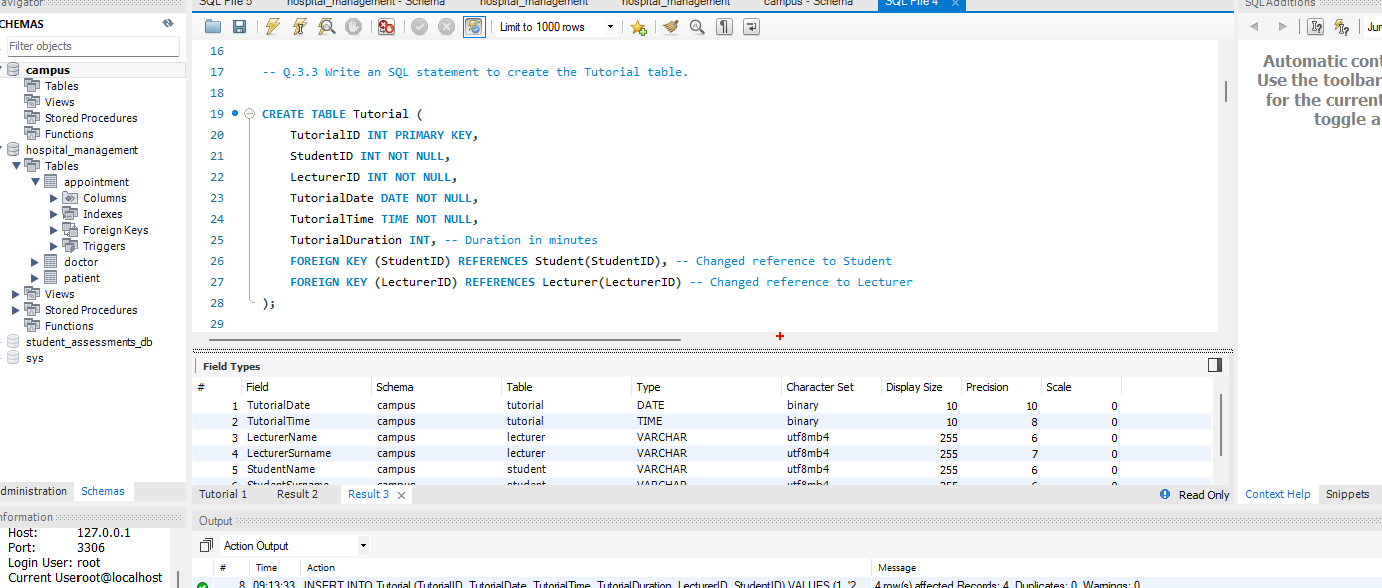 SQL File 5 hospital_management - Schema hospital_management hospital_management campus - Schema SQL File 4 SQLAdditions
Navigator
SCHEMAS
Filter objects
campus
Tables
Views
Stored Procedures
Functions
hospital_management
Tables
appointment
Columns
Indexes
Foreign Keys
Triggers
doctor
patient
Views
Stored Procedures
Functions
student_assessments_db
sys
Administration Schemas
Information
Host: 127.0.0.1
Port: 3306
Login User: root
Current User root@localhost
Limit to 1000 rows
16
17 -- Q.3.3 Write an SQL statement to create the Tutorial table.
18
19 CREATE TABLE Tutorial (
20 TutorialID INT PRIMARY KEY,
21 StudentID INT NOT NULL,
22 LecturerID INT NOT NULL,
23 TutorialDate DATE NOT NULL,
24 TutorialTime TIME NOT NULL,
25 TutorialDuration INT, -- Duration in minutes
26 FOREIGN KEY (StudentID) REFERENCES Student(StudentID), -- Changed reference to Student
27 FOREIGN KEY (LecturerID) REFERENCES Lecturer(LecturerID) -- Changed reference to Lecturer
28 );
29
Field Types
# Field Schema Table Type Character Set Display Size Precision Scale
1 TutorialDate campus tutorial DATE binary 10 10 0
2 TutorialTime campus tutorial TIME binary 10 8 0
3 LecturerName campus lecturer VARCHAR utf8mb4 255 6 0
4 LecturerSurname campus lecturer VARCHAR utf8mb4 255 7 0
5 StudentName campus student VARCHAR utf8mb4 255 6 0
6 StudentSurname campus student VARCHAR utf8mb4 255 6 0
Tutorial 1 Result 2 Result 3 Read Only
Output
Action Output
# Time Action Message
8 09:13:33 INSERT INTO Tutorial (TutorialID, TutorialDate, TutorialTime, TutorialDuration, LecturerID, StudentID) VALUES (1, '2 4 row(s) affected Records: 4 Duplicates: 0 Warnings: 0
Automatic cont
Use the toolbar
for the current
toggle a
Context Help Snippets